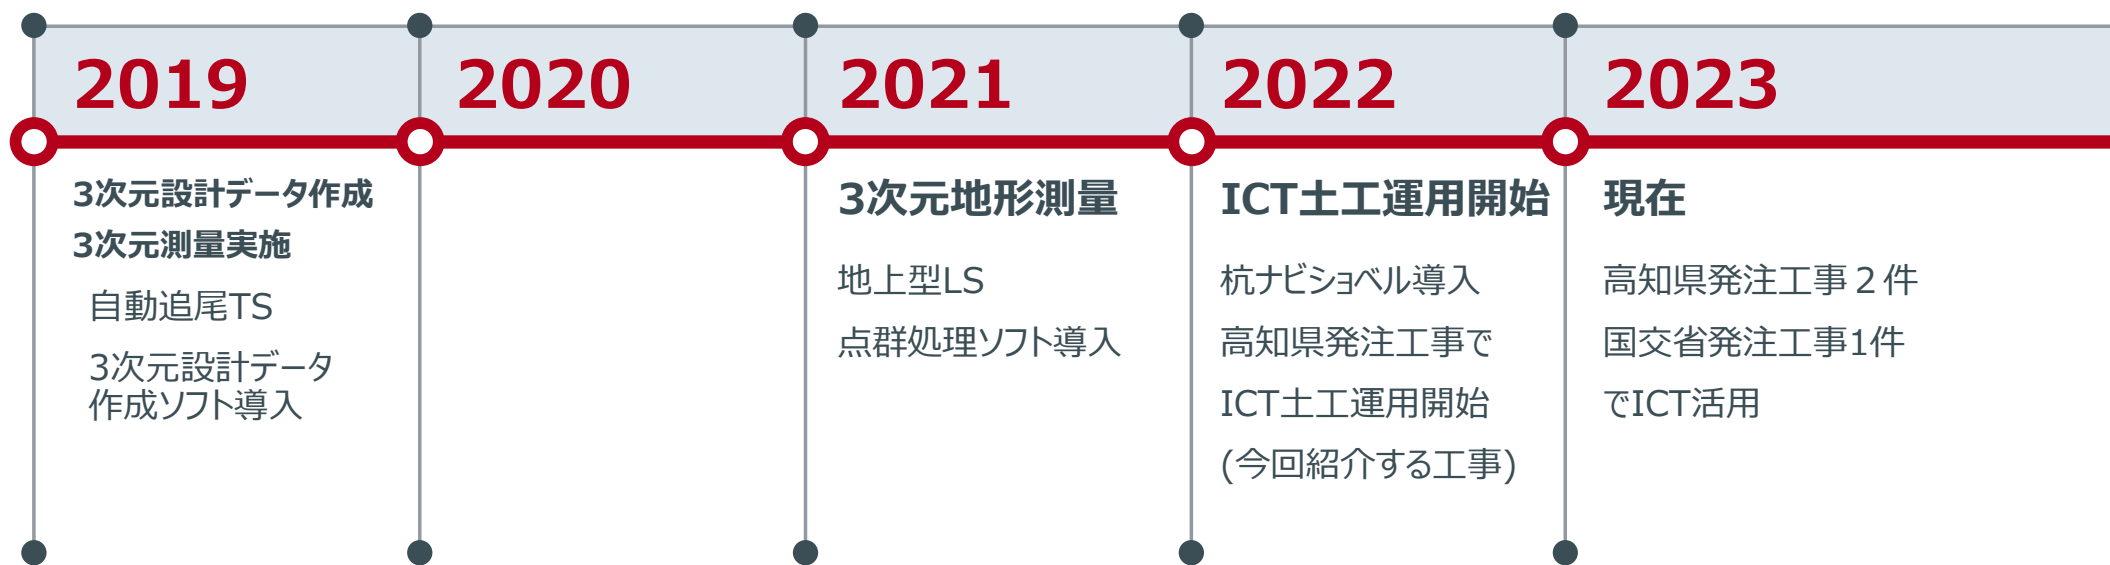 2019
3次元設計データ作成
3次元測量実施
自動追尾TS
3次元設計データ
作成ソフト導入
2020
2021
3次元地形測量
地上型LS
点群処理ソフト導入
2022
ICT土工運用開始
杭ナビショベル導入
高知県発注工事で
ICT土工運用開始
(今回紹介する工事)
2023
現在
高知県発注工事２件
国交省発注工事1件
でICT活用